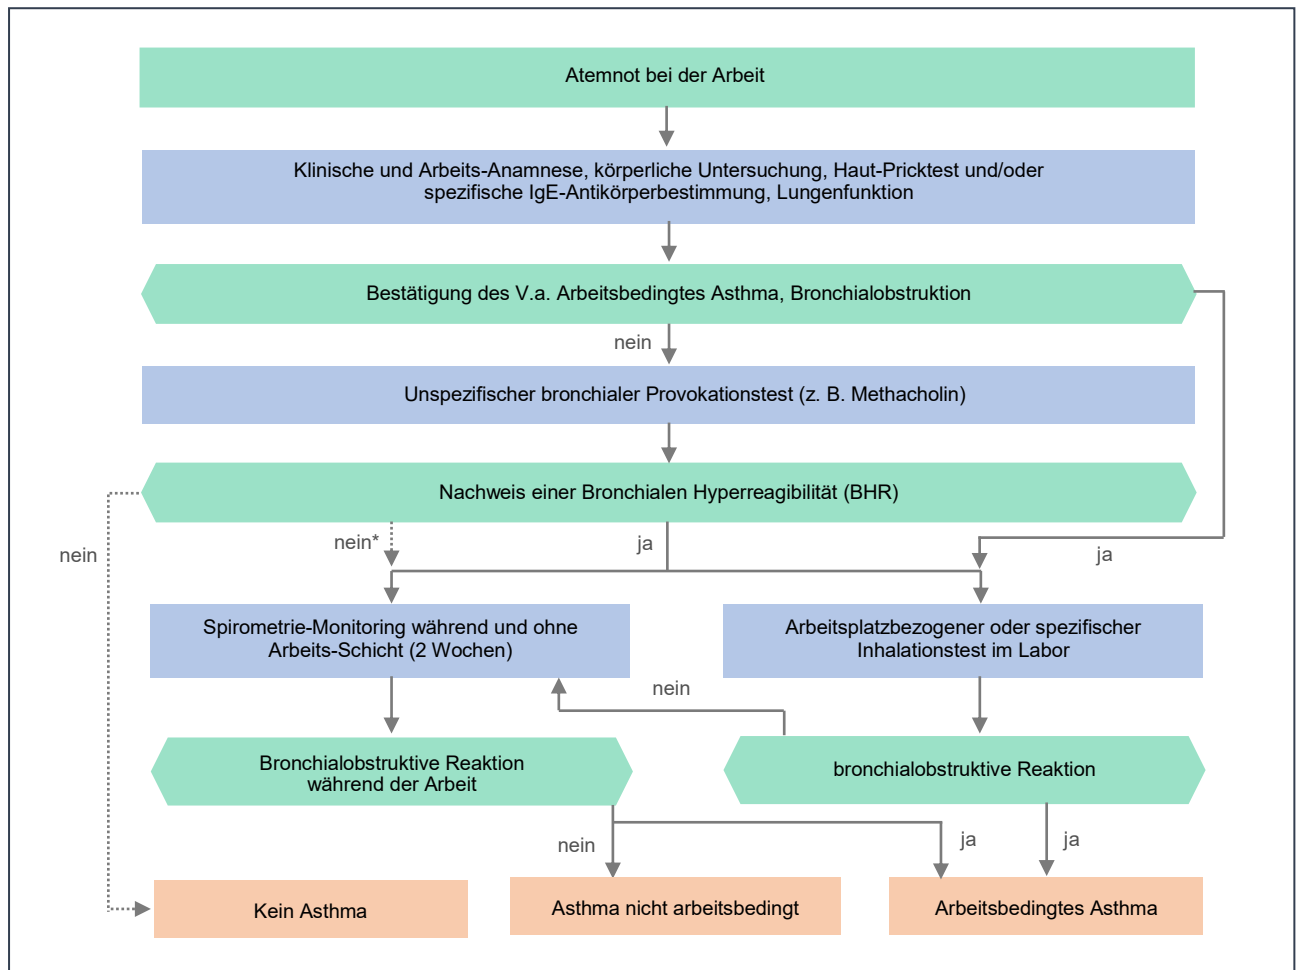 Atemnot bei der Arbeit
Klinische und Arbeits-Anamnese, körperliche Untersuchung, Haut-Pricktest und/oder
spezifische IgE-Antikörperbestimmung, Lungenfunktion
Bestätigung des V.a. Arbeitsbedingtes Asthma, Bronchialobstruktion
nein
Unspezifischer bronchialer Provokationstest (z. B. Methacholin)
Nachweis einer Bronchialen Hyperreagibilität (BHR)
nein
nein*
ja
ja
Spirometrie-Monitoring während und ohne
Arbeits-Schicht (2 Wochen)
Arbeitsplatzbezogener oder spezifischer
Inhalationstest im Labor
nein
Bronchialobstruktive Reaktion
während der Arbeit
bronchialobstruktive Reaktion
nein
ja
ja
Kein Asthma
Asthma nicht arbeitsbedingt
Arbeitsbedingtes Asthma